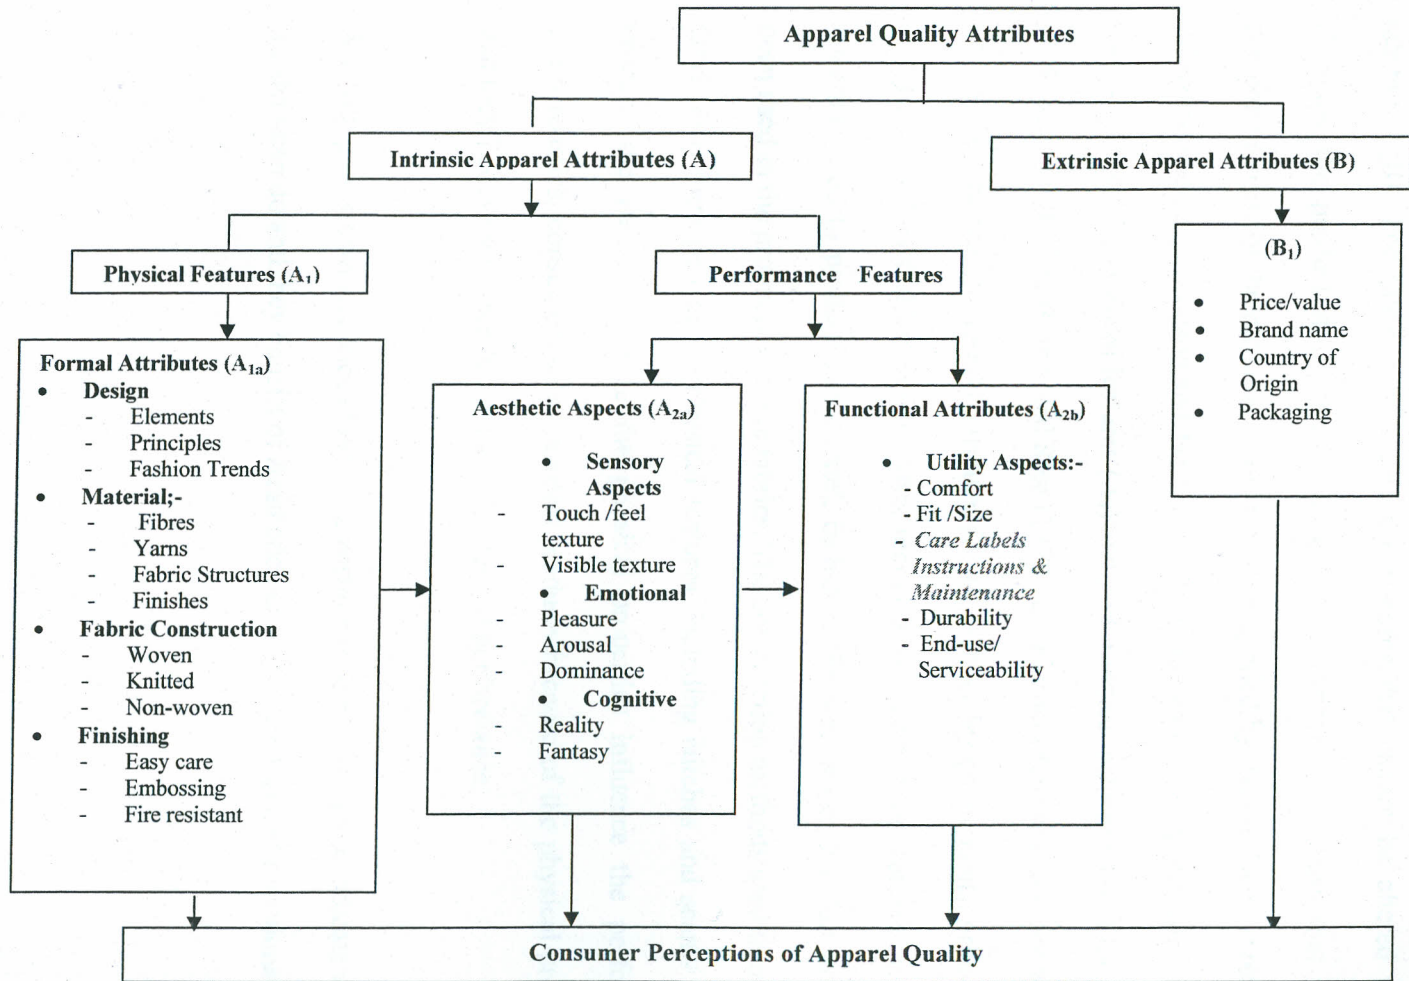 Apparel Quality Attributes
Intrinsic Apparel Attributes (A)
Extrinsic Apparel Attributes (B)
Physical Features (A1)
Performance Features
(B1)
• Price/value
• Brand name
• Country of
Origin
• Packaging
Formal Attributes (A1a)
• Design
- Elements
- Principles
- Fashion Trends
• Material;-
- Fibres
- Yarns
- Fabric Structures
- Finishes
• Fabric Construction
- Woven
- Knitted
- Non-woven
• Finishing
- Easy care
- Embossing
- Fire resistant
Aesthetic Aspects (A2a)
• Sensory
Aspects
- Touch /feel
texture
- Visible texture
• Emotional
- Pleasure
- Arousal
- Dominance
• Cognitive
- Reality
- Fantasy
Functional Attributes (A2b)
• Utility Aspects:-
- Comfort
- Fit /Size
- Care Labels
Instructions &
Maintenance
- Durability
- End-use/
Serviceability
Consumer Perceptions of Apparel Quality